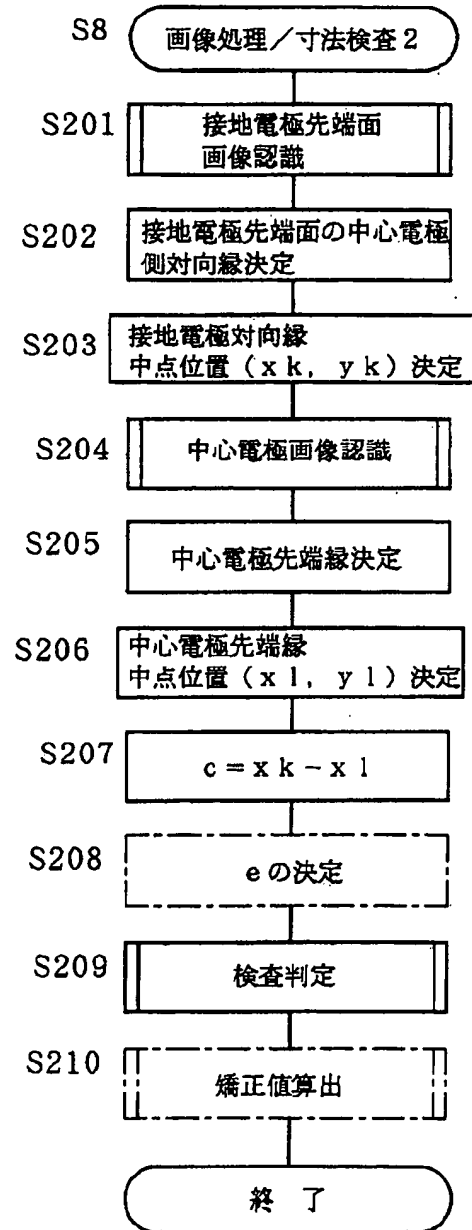 S8 画像処理／寸法検査2
S201 接地電極先端面
画像認識
S202 接地電極先端面の中心電極
側対向縁決定
S203 接地電極対向縁
中点位置（xk，yk）決定
S204 中心電極画像認識
S205 中心電極先端縁決定
S206 中心電極先端縁
中点位置（xl，yl）決定
S207 c＝xk－xl
S208 eの決定
S209 検査判定
S210 矯正値算出
終了